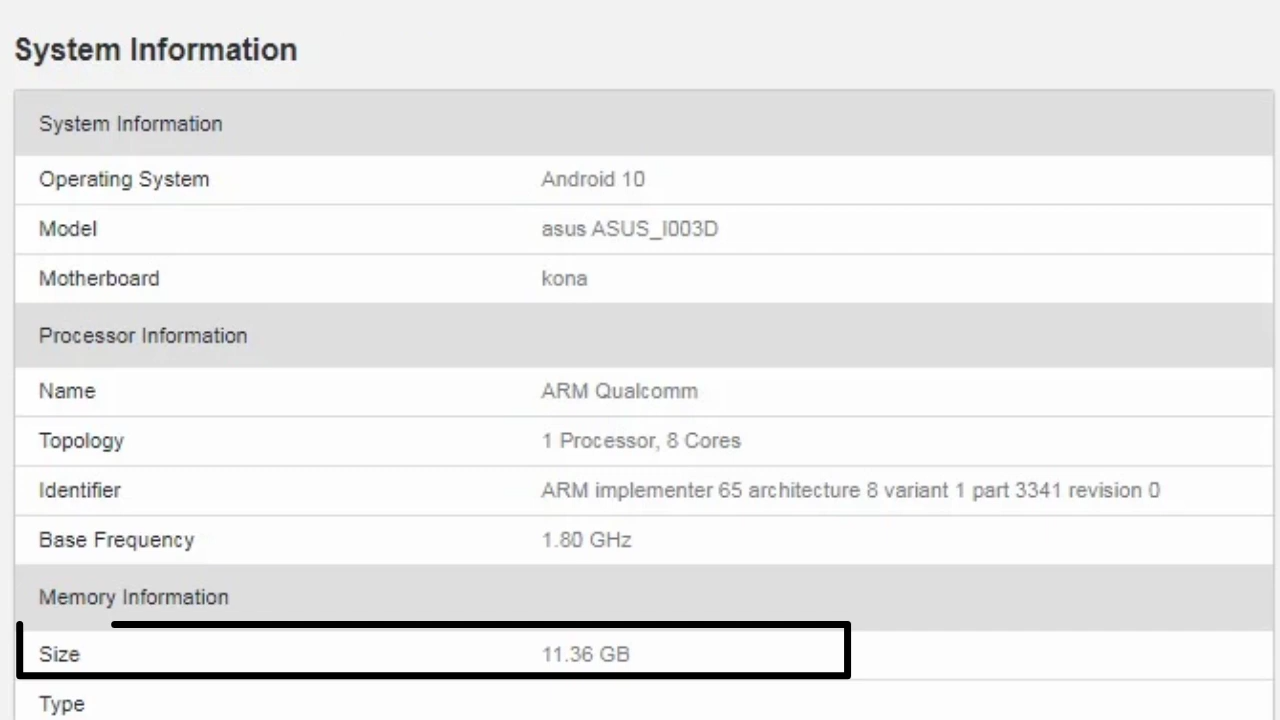 System Information
System Information
Operating System Android 10
Model asus ASUS_I003D
Motherboard kona
Processor Information
Name ARM Qualcomm
Topology 1 Processor, 8 Cores
Identifier ARM implementer 65 architecture 8 variant 1 part 3341 revision 0
Base Frequency 1.80 GHz
Memory Information
Size 11.36 GB
Type